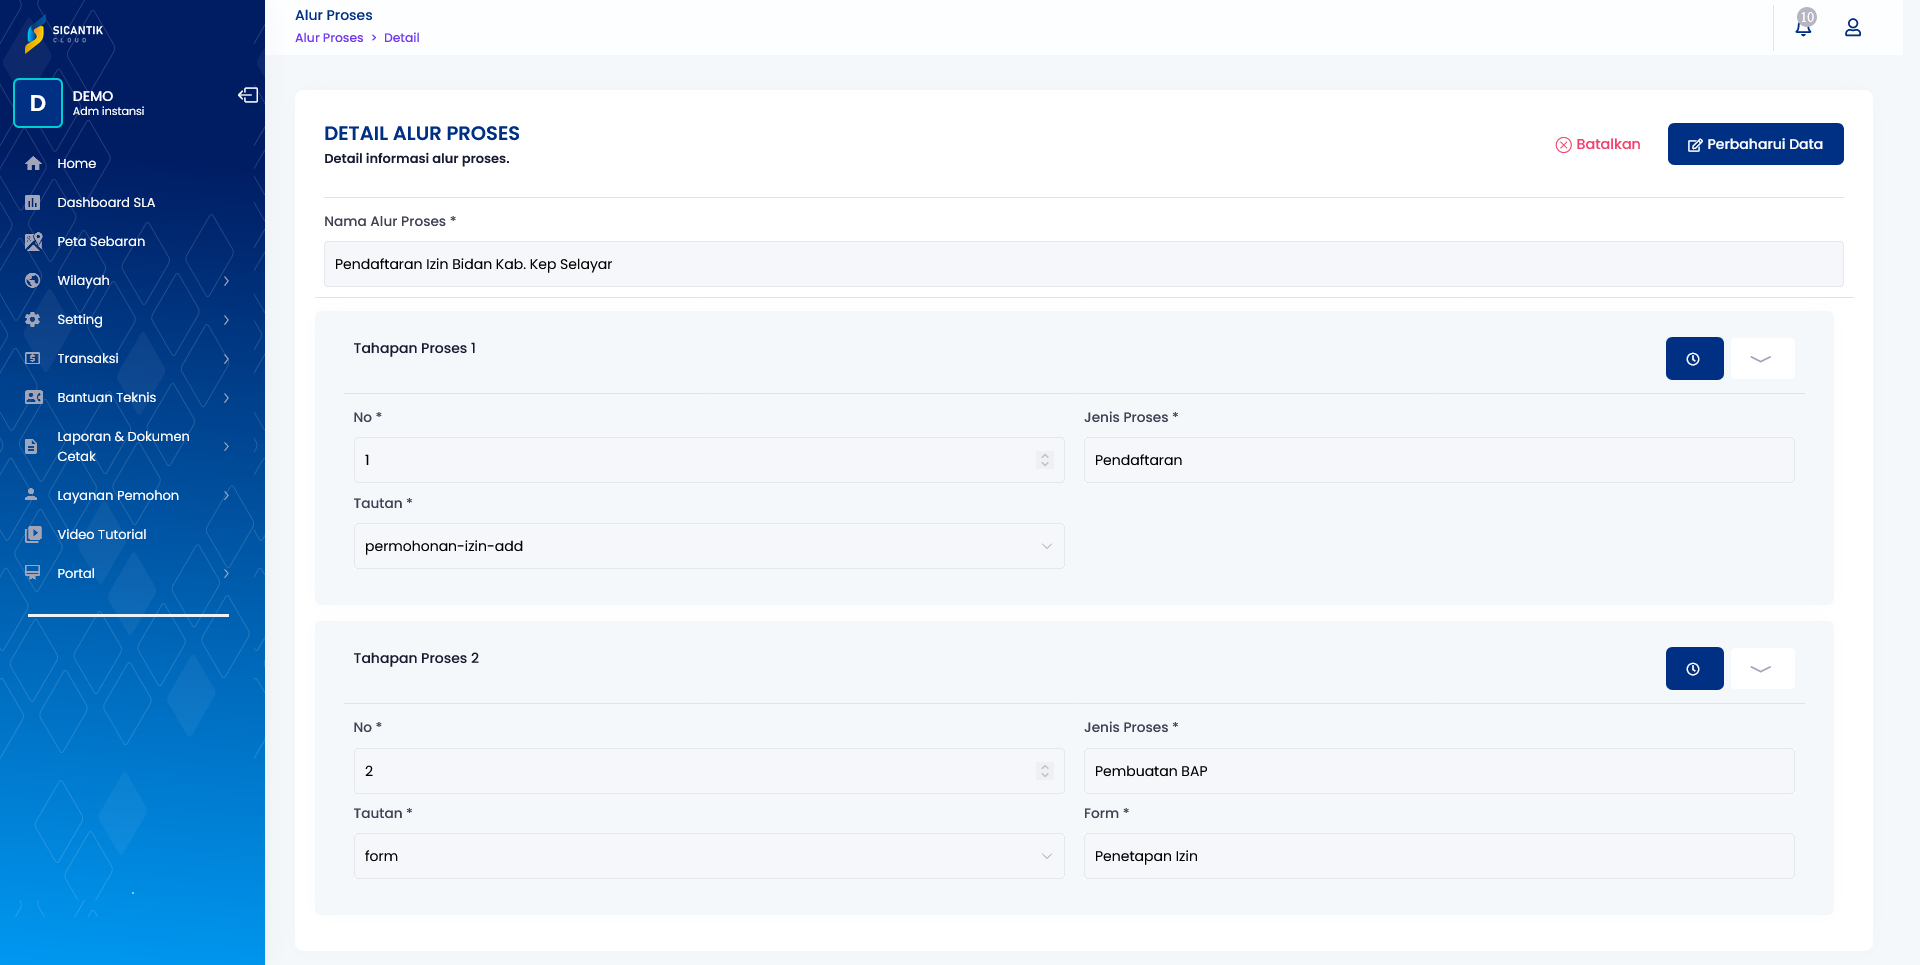 SICANTIK
CLOUD
D
DEMO
Adm instansi
Home
Dashboard SLA
Peta Sebaran
Wilayah
Setting
Transaksi
Bantuan Teknis
Laporan & Dokumen
Cetak
Layanan Pemohon
Video Tutorial
Portal
Alur Proses
Alur Proses > Detail
10
DETAIL ALUR PROSES
Detail informasi alur proses.
Batalkan
Perbaharui Data
Nama Alur Proses *
Pendaftaran Izin Bidan Kab. Kep Selayar
Tahapan Proses 1
No *
Jenis Proses *
1
Pendaftaran
Tautan *
permohonan-izin-add
Tahapan Proses 2
No *
Jenis Proses *
2
Pembuatan BAP
Tautan *
Form *
form
Penetapan Izin